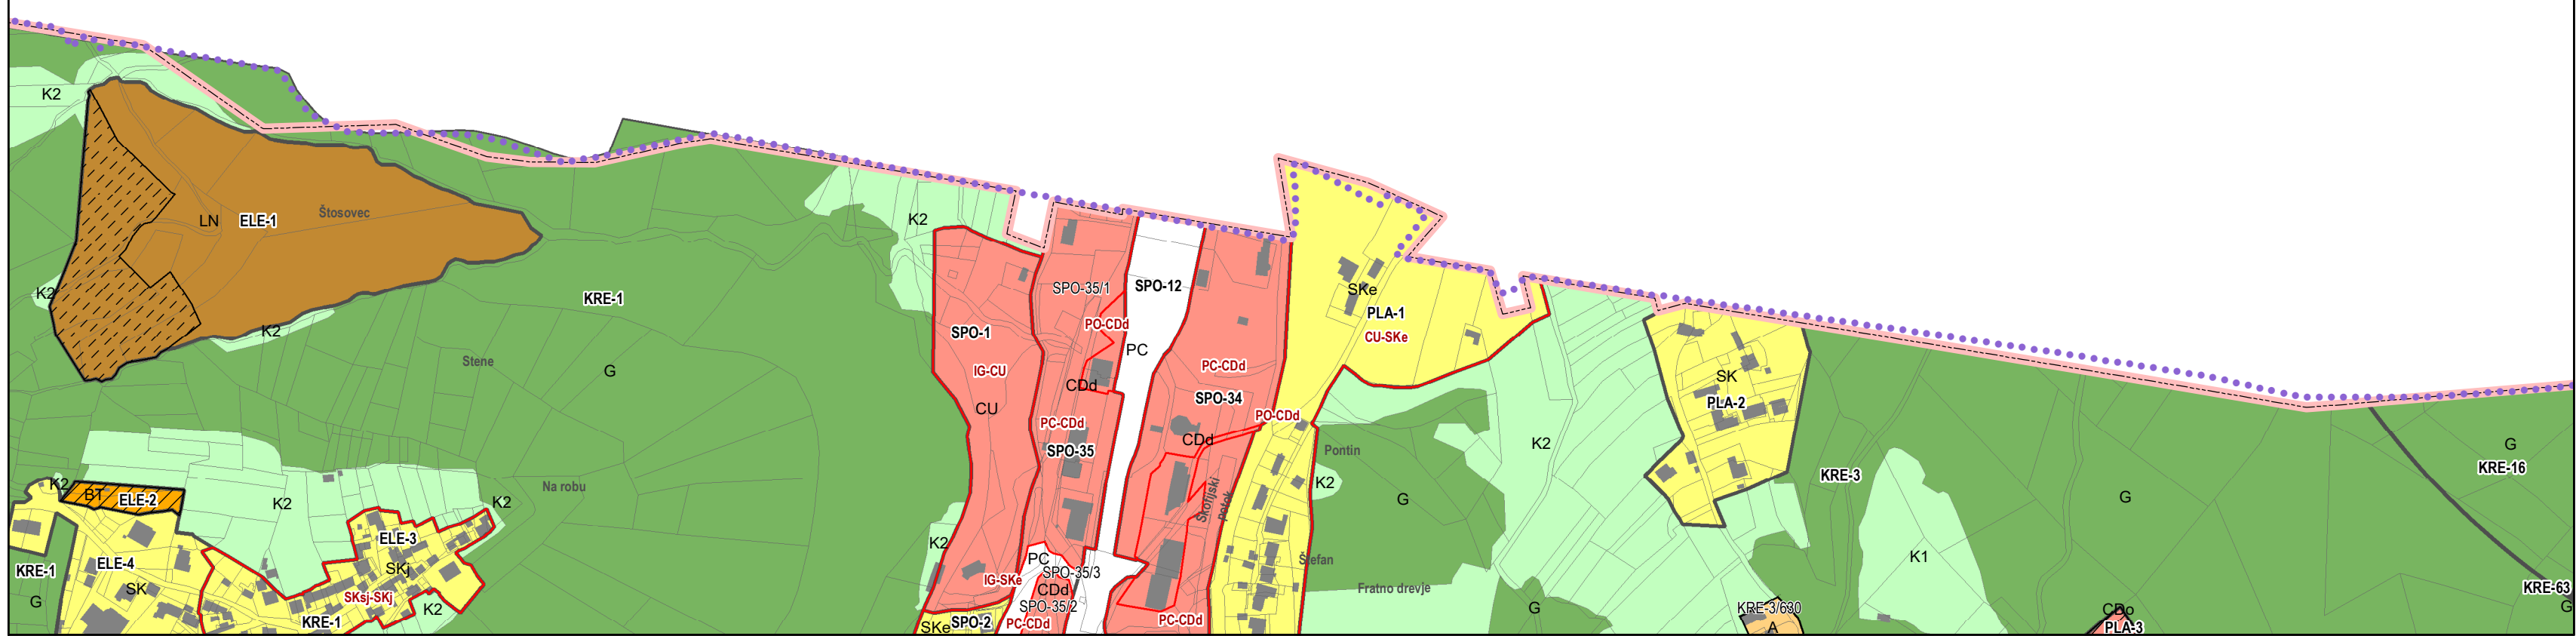 K2
K2
LN
ELE-1
Štosovec
K2
K2
KRE-1
Stene
G
Na robu
K2
K2
K2
BT
ELE-2
ELE-3
SKj
SKsj-SKj
K2
KRE-1
ELE-4
SK
KRE-1
G
K2
SPO-1
IG-CU
CU
K2
IG-SKe
SKe
SPO-2
SPO-35/1
PO-CDd
CDd
PC-CDd
SPO-35
PC
SPO-35/3
CDd
SPO-35/2
PC-CDd
SPO-12
PC
PC-CDd
SPO-34
CDd
PO-CDd
Škofijski
potok
PC-CDd
SKe
PLA-1
CU-SKe
Pontin
K2
G
Štefan
Fratno drevje
K2
G
SK
PLA-2
KRE-3
K1
G
KRE-3/630
A
CDo
PLA-3
G
KRE-16
KRE-63
G